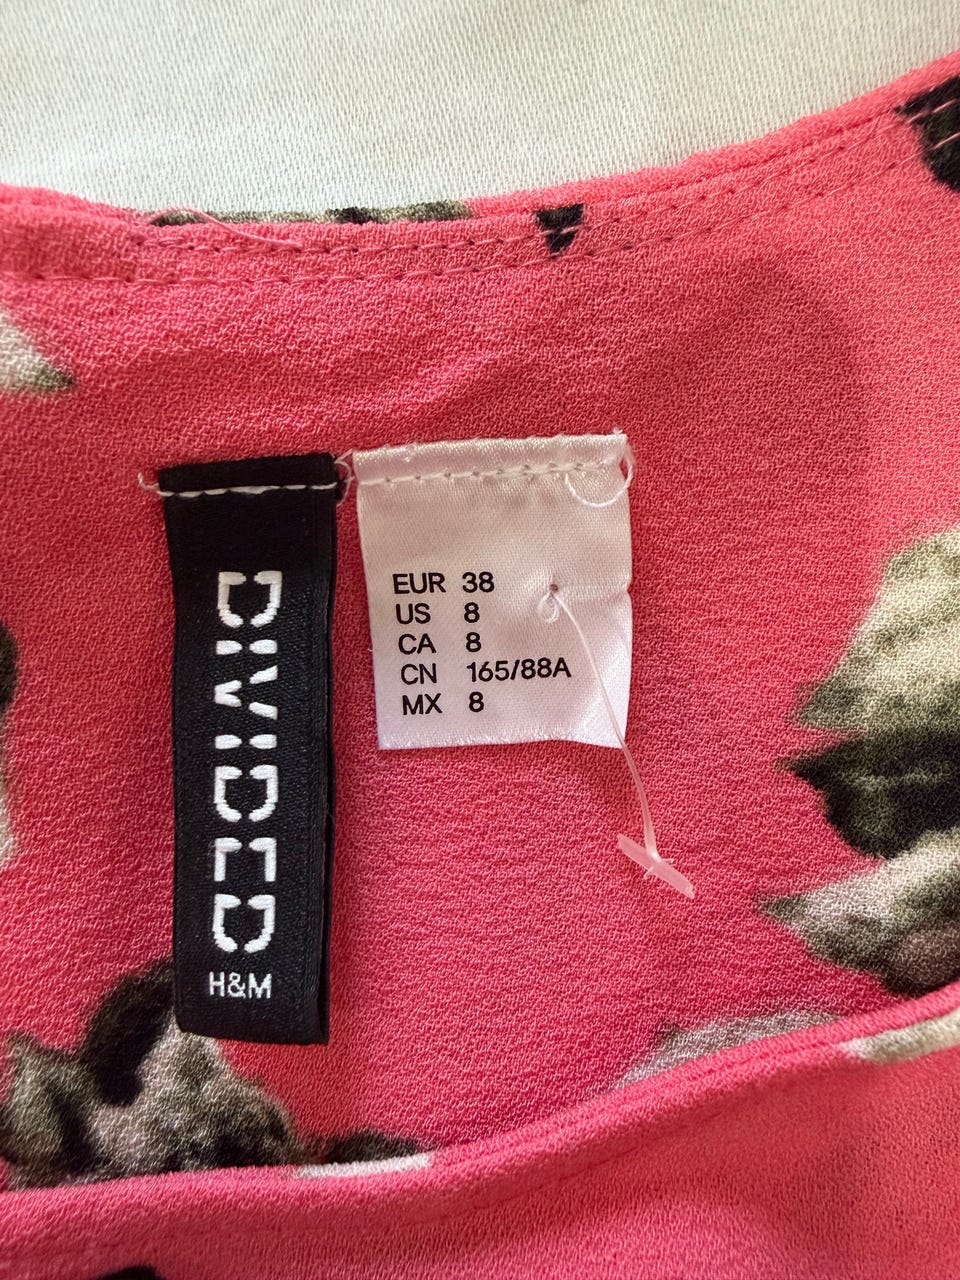 DIVIDED
H&M
EUR 38
US 8
CA 8
CN 165/88A
MX 8